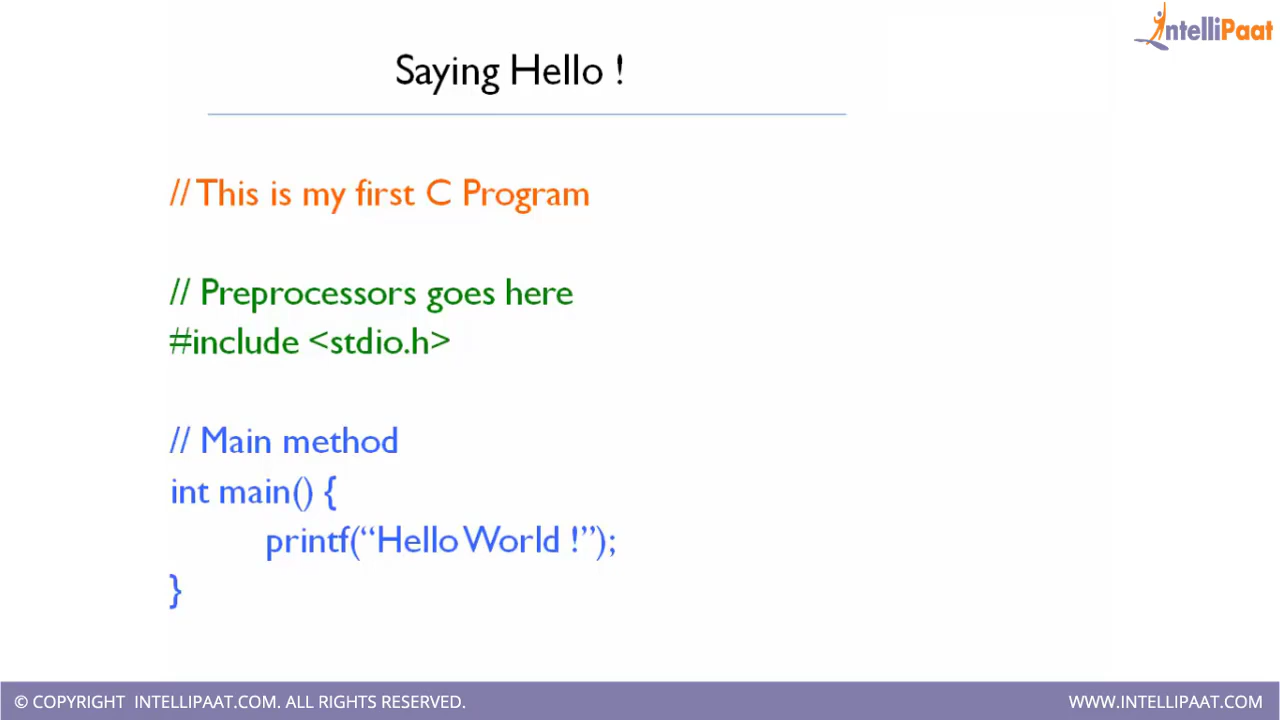 IntelliPaat
Saying Hello !
// This is my first C Program
// Preprocessors goes here
#include <stdio.h>
// Main method
int main() {
printf(“Hello World !”);
}
© COPYRIGHT INTELLIPAAT.COM. ALL RIGHTS RESERVED.
WWW.INTELLIPAAT.COM